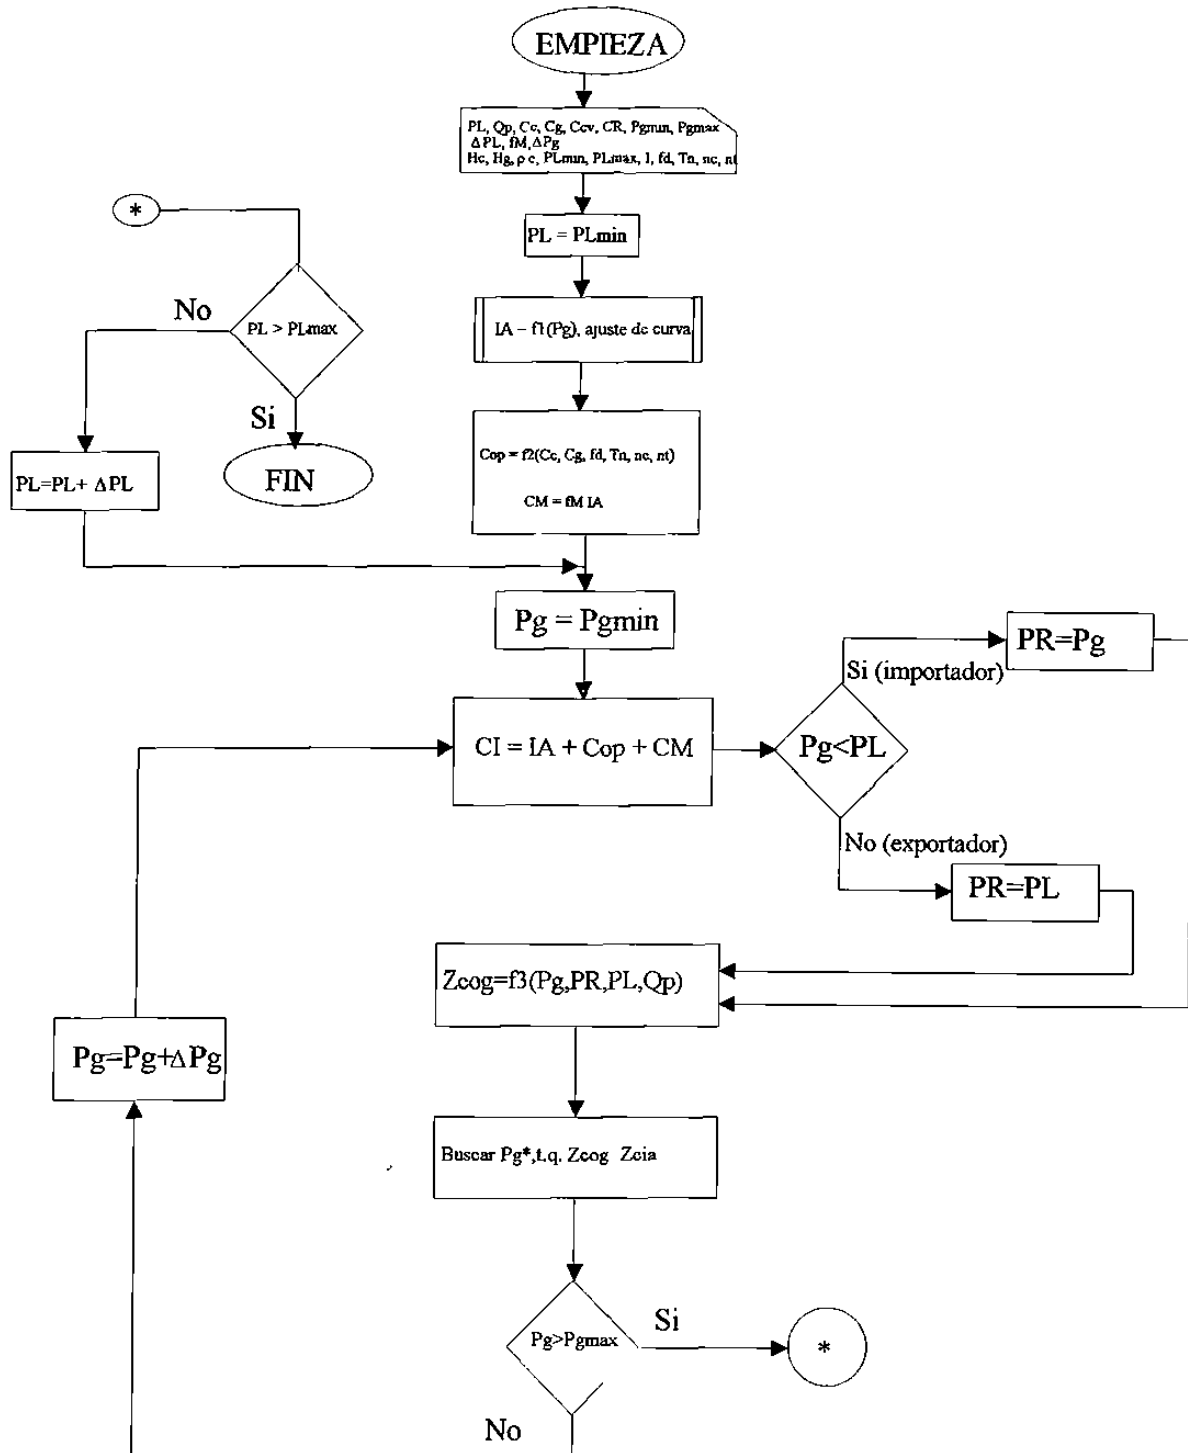 EMPIEZA
PL, Qp, Cc, Cg, Ccv, CR, Pgmin, Pgmax
ΔPL, fM, ΔPg
Hc, Hg, ρc, PLmin, PLmax, I, fd, Tn, nc, nt
PL = PLmin
IA = f1(Pg), ajuste de curva
Cop = f2(Cc, Cg, fd, Tn, nc, nt)
CM = fM IA
*
PL > PLmax
No
Si
FIN
PL=PL+ ΔPL
Pg = Pgmin
CI = IA + Cop + CM
Pg<PL
Si (importador)
PR=Pg
No (exportador)
PR=PL
Zcog=f3(Pg,PR,PL,Qp)
Buscar Pg*,t.q. Zcog Zcia
Pg>Pgmax
Si
*
No
Pg=Pg+ΔPg